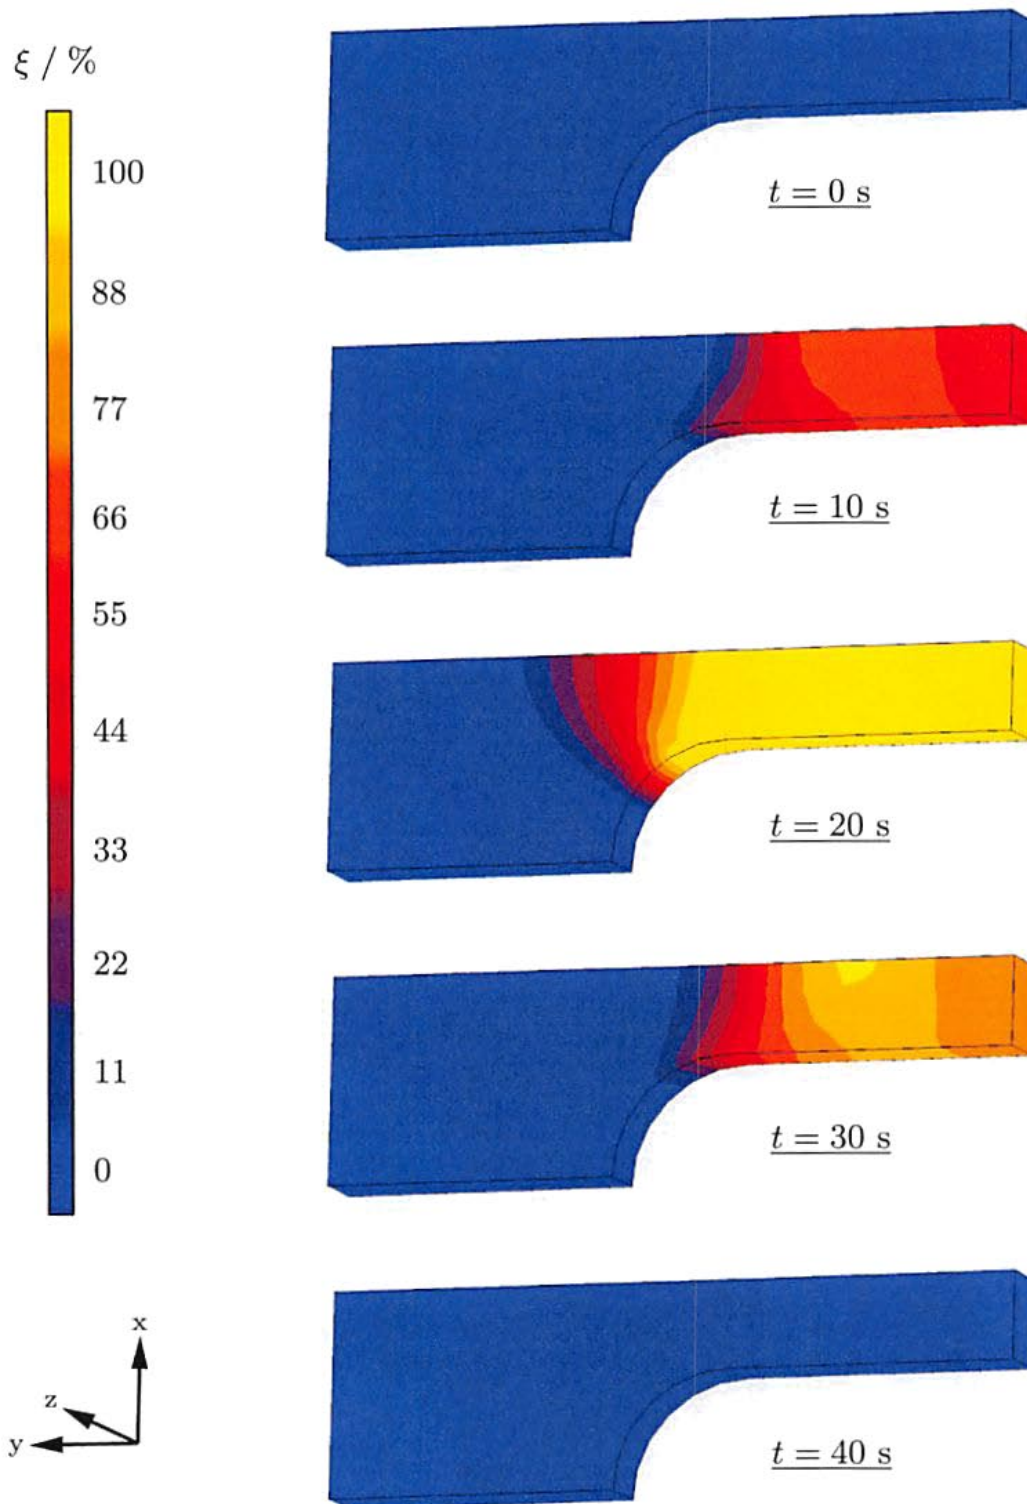 ξ / %
100
88
77
66
55
44
33
22
11
0
t = 0 s
t = 10 s
t = 20 s
t = 30 s
t = 40 s
x
z
y